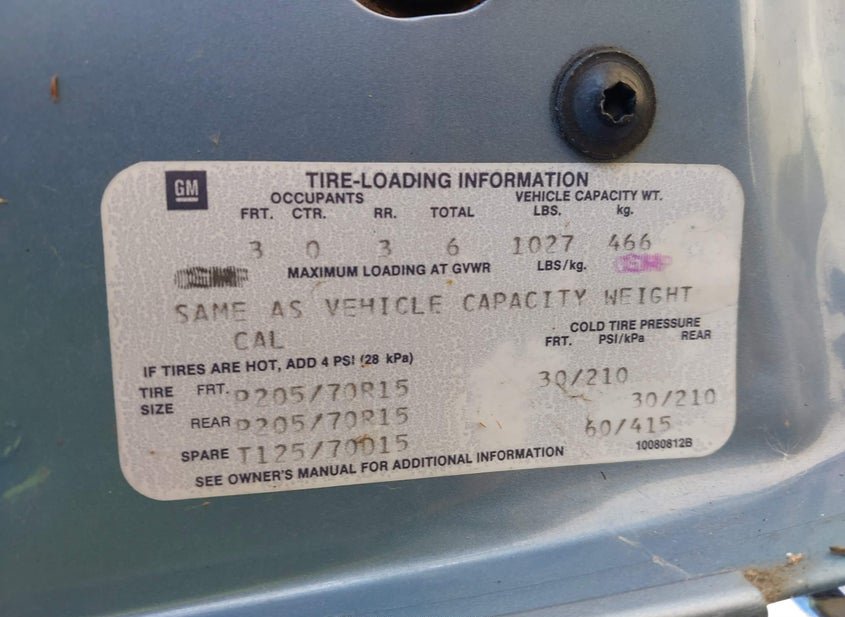 GM
TIRE-LOADING INFORMATION
OCCUPANTS VEHICLE CAPACITY WT.
FRT. CTR. RR. TOTAL LBS. kg.
3 0 3 6 1027 466
MAXIMUM LOADING AT GVWR LBS/kg.
SAME AS VEHICLE CAPACITY WEIGHT
CAL
COLD TIRE PRESSURE
FRT. PSI/kPa REAR
IF TIRES ARE HOT, ADD 4 PSI (28 kPa)
TIRE SIZE FRT. P205/70R15 30/210
REAR P205/70R15 30/210
SPARE T125/70D15 60/415
SEE OWNER'S MANUAL FOR ADDITIONAL INFORMATION
10080812B